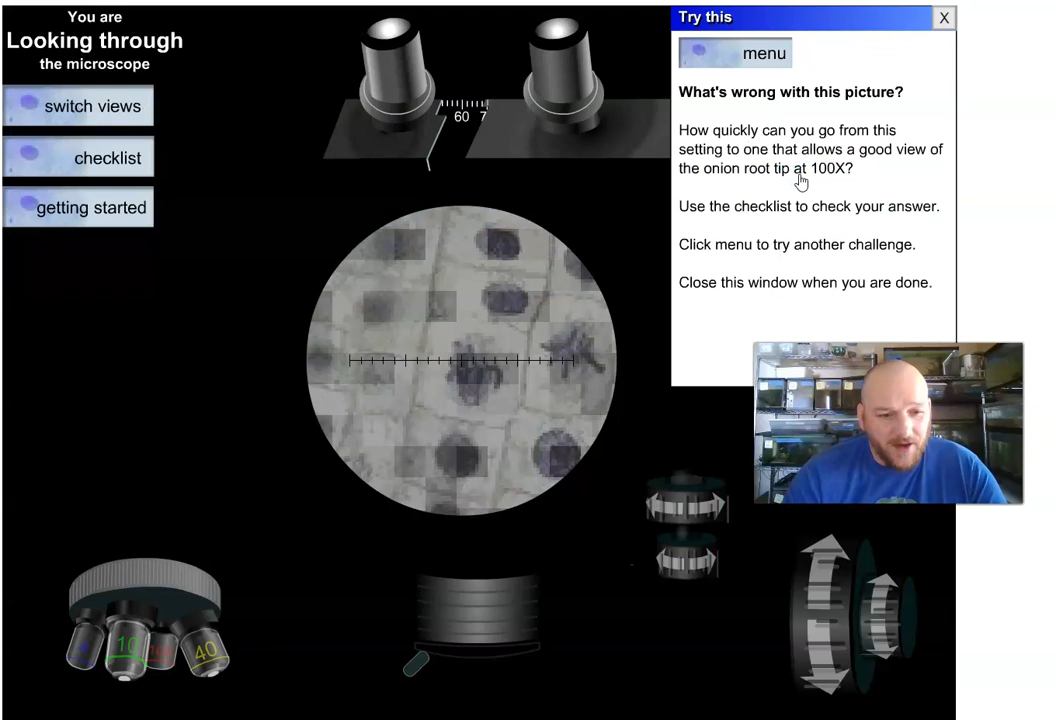 You are
Looking through
the microscope
switch views
checklist
getting started
60 7
Try this
X
menu
What's wrong with this picture?
How quickly can you go from this
setting to one that allows a good view of
the onion root tip at 100X?
Use the checklist to check your answer.
Click menu to try another challenge.
Close this window when you are done.
10
40